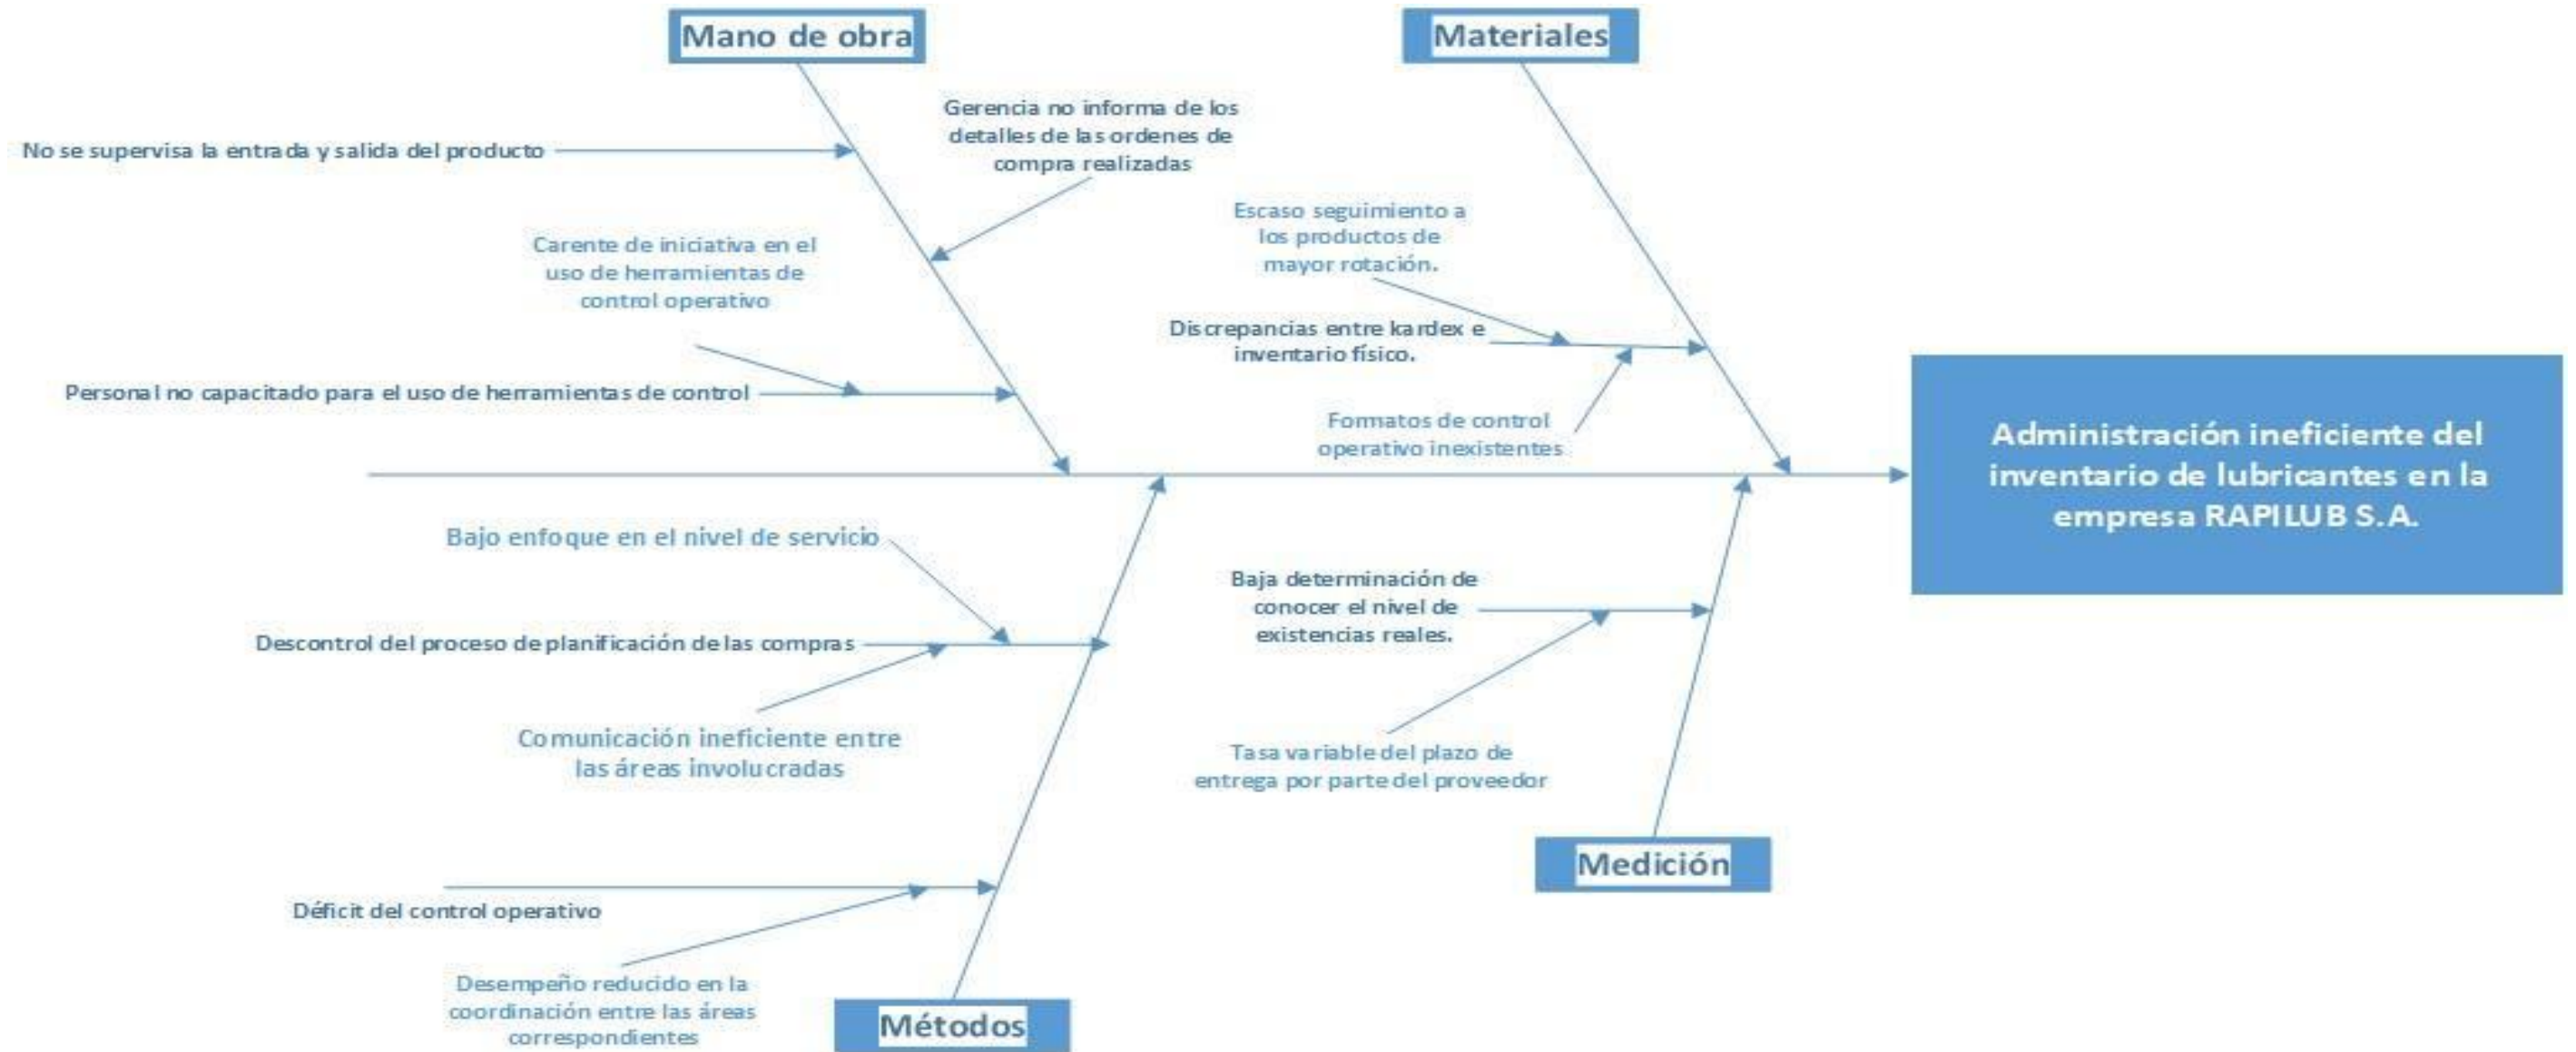 Mano de obra
Materiales
Gerencia no informa de los
detalles de las ordenes de
compra realizadas
No se supervisa la entrada y salida del producto
Carente de iniciativa en el
uso de herramientas de
control operativo
Personal no capacitado para el uso de herramientas de control
Escaso seguimiento a
los productos de
mayor rotación.
Discrepancias entre kardex e
inventario físico.
Formatos de control
operativo inexistentes
Administración ineficiente del
inventario de lubricantes en la
empresa RAPILUB S.A.
Bajo enfoque en el nivel de servicio
Descontrol del proceso de planificación de las compras
Comunicación ineficiente entre
las áreas involucradas
Déficit del control operativo
Desempeño reducido en la
coordinación entre las áreas
correspondientes
Métodos
Baja determinación de
conocer el nivel de
existencias reales.
Tasa variable del plazo de
entrega por parte del proveedor
Medición